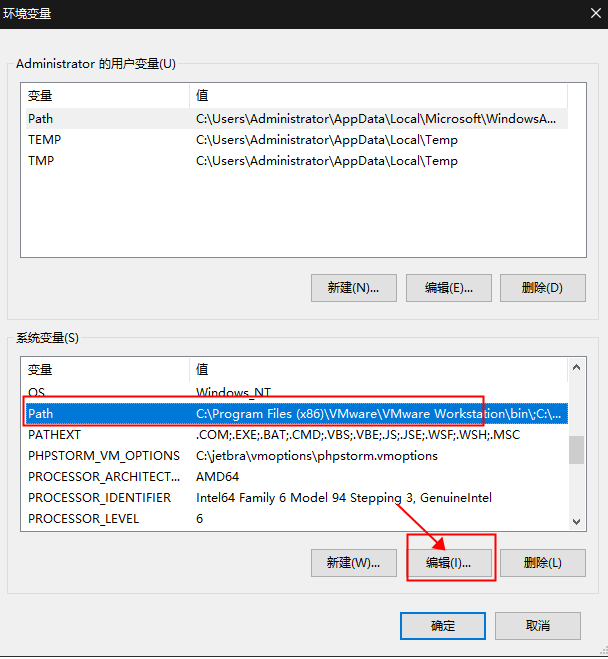 环境变量
Administrator 的用户变量(U)
变量 值
Path C:\Users\Administrator\AppData\Local\Microsoft\WindowsA...
TEMP C:\Users\Administrator\AppData\Local\Temp
TMP C:\Users\Administrator\AppData\Local\Temp
新建(N)... 编辑(E)... 删除(D)
系统变量(S)
变量 值
OS Windows_NT
Path C:\Program Files (x86)\VMware\VMware Workstation\bin\;C:\...
PATHEXT .COM;.EXE;.BAT;.CMD;.VBS;.VBE;.JS;.JSE;.WSF;.WSH;.MSC
PHPSTORM_VM_OPTIONS C:\jetbra\vmoptions\phpstorm.vmoptions
PROCESSOR_ARCHITECT... AMD64
PROCESSOR_IDENTIFIER Intel64 Family 6 Model 94 Stepping 3, GenuineIntel
PROCESSOR_LEVEL 6
新建(W)... 编辑(I)... 删除(L)
确定 取消